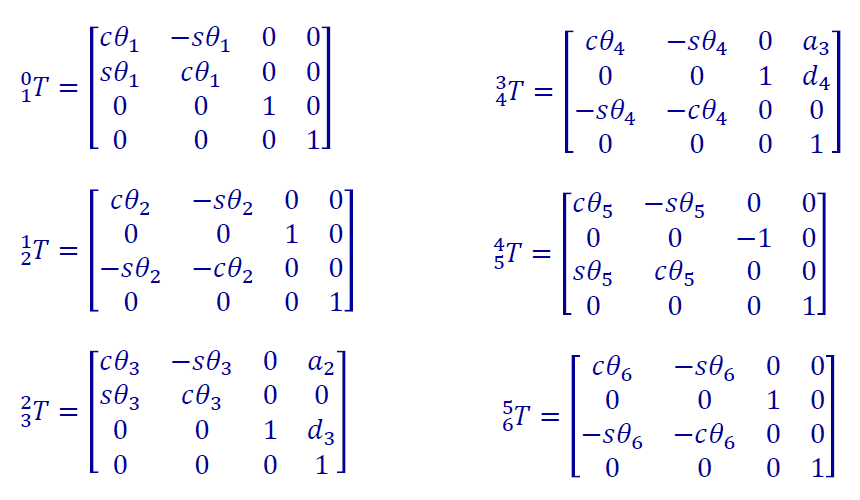 ⁰₁T = [cθ₁ −sθ₁ 0 0
sθ₁ cθ₁ 0 0
0 0 1 0
0 0 0 1]
¹₂T = [cθ₂ −sθ₂ 0 0
0 0 1 0
−sθ₂ −cθ₂ 0 0
0 0 0 1]
²₃T = [cθ₃ −sθ₃ 0 a₂
sθ₃ cθ₃ 0 0
0 0 1 d₃
0 0 0 1]
³₄T = [cθ₄ −sθ₄ 0 a₃
0 0 1 d₄
−sθ₄ −cθ₄ 0 0
0 0 0 1]
⁴₅T = [cθ₅ −sθ₅ 0 0
0 0 −1 0
sθ₅ cθ₅ 0 0
0 0 0 1]
⁵₆T = [cθ₆ −sθ₆ 0 0
0 0 1 0
−sθ₆ −cθ₆ 0 0
0 0 0 1]